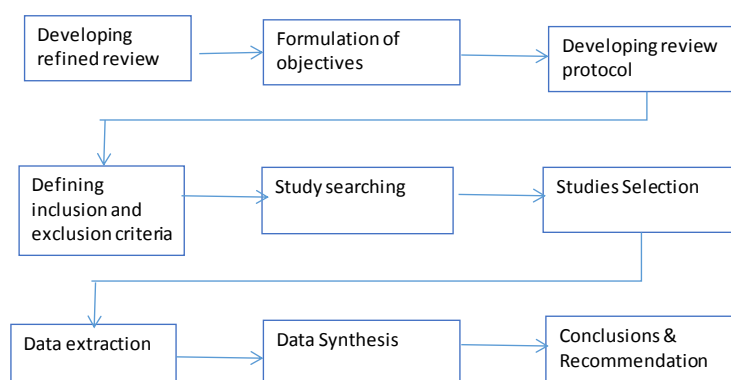 Developing
refined review
Formulation of
objectives
Developing review
protocol
Defining
inclusion and
exclusion criteria
Study searching
Studies Selection
Data extraction
Data Synthesis
Conclusions &
Recommendation